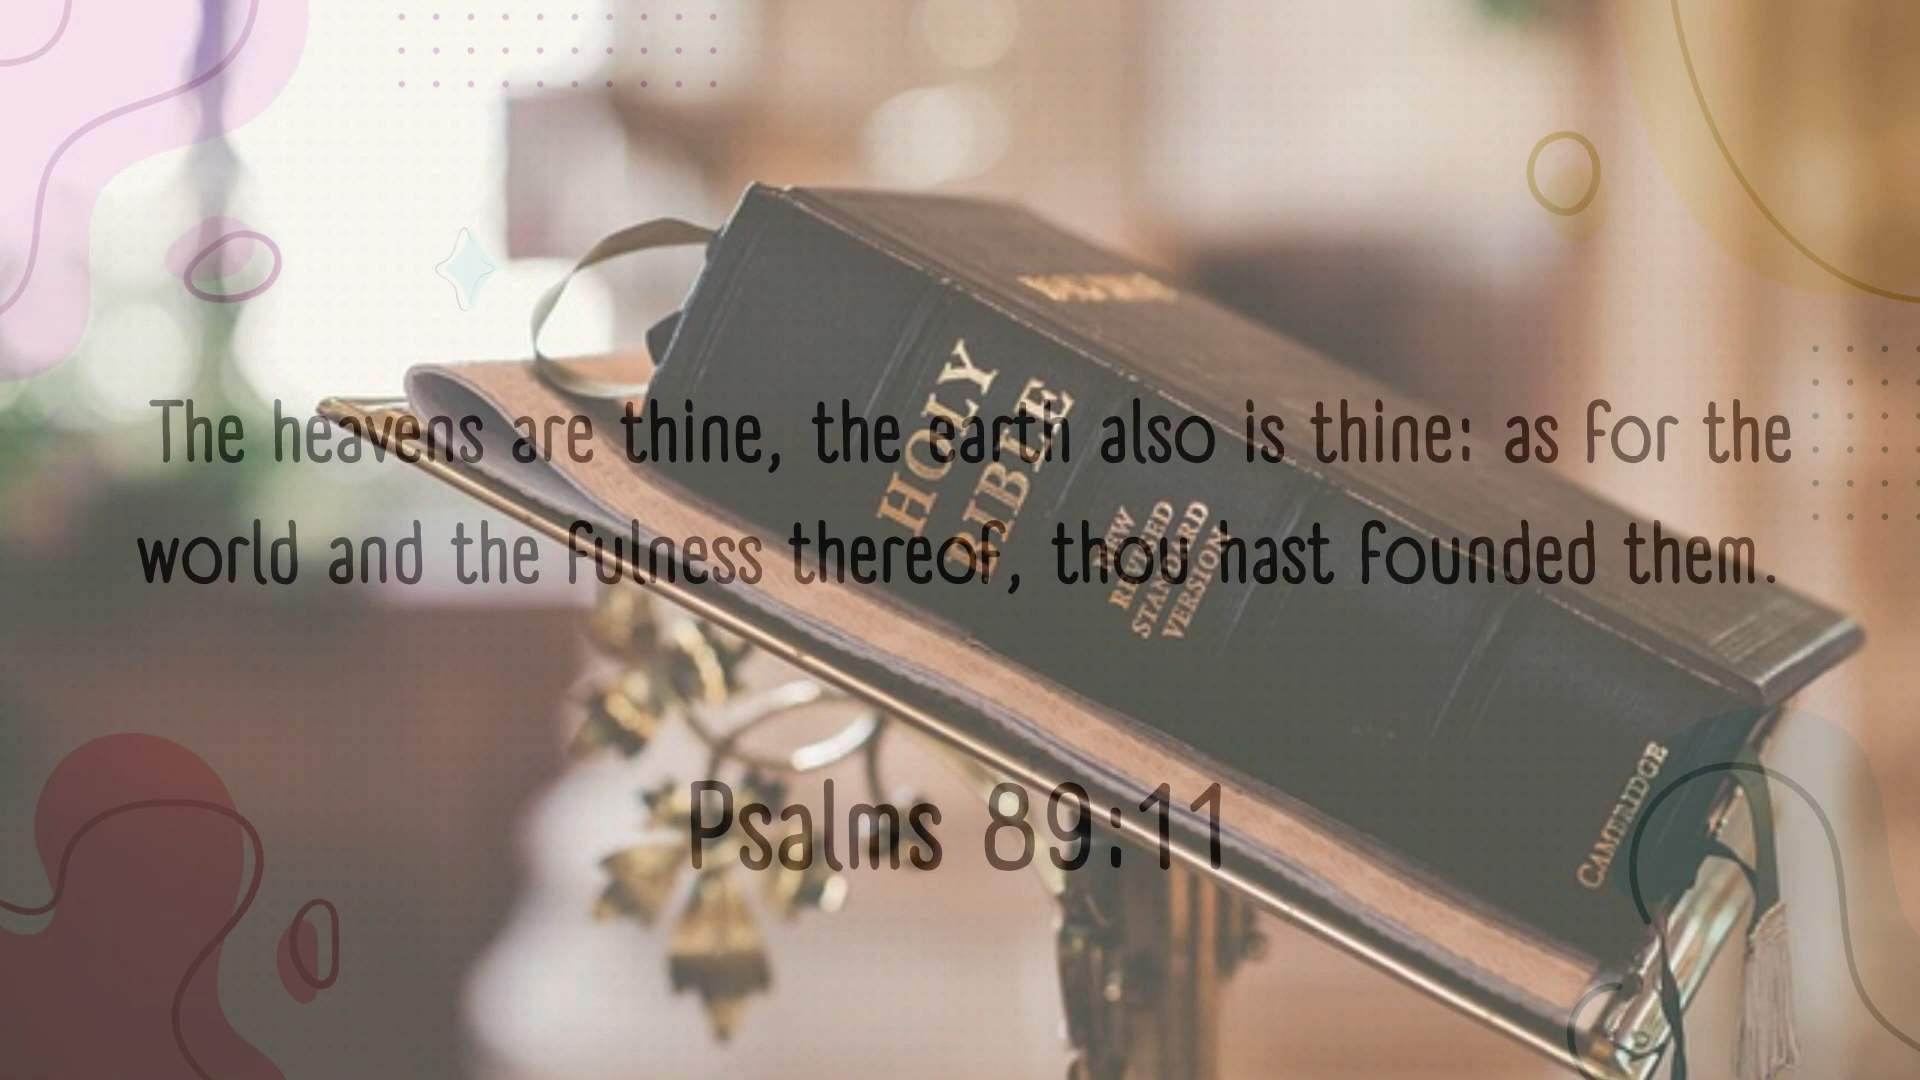 The heavens are thine, the earth also is thine: as for the
world and the fulness thereof, thou hast founded them.
Psalms 89:11
HOLY
BIBLE
NEW
REVISED
STANDARD
VERSION
CAMBRIDGE